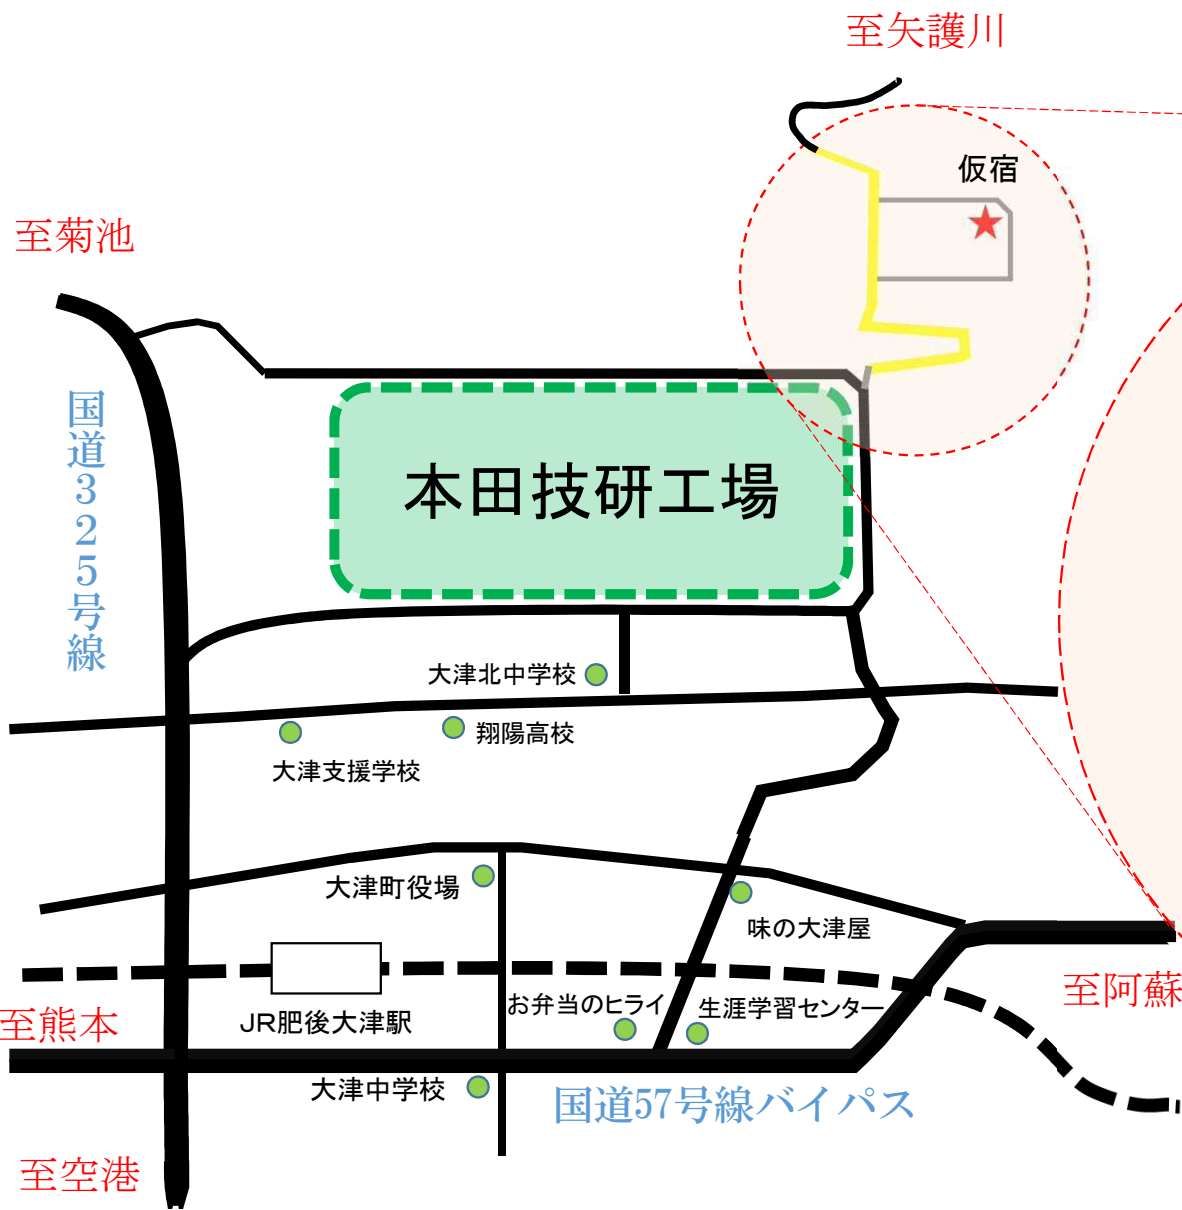 至矢護川
仮宿
至菊池
国道325号線
本田技研工場
大津北中学校
翔陽高校
大津支援学校
大津町役場
味の大津屋
至阿蘇
お弁当のヒライ
生涯学習センター
至熊本
JR肥後大津駅
大津中学校
国道57号線バイパス
至空港